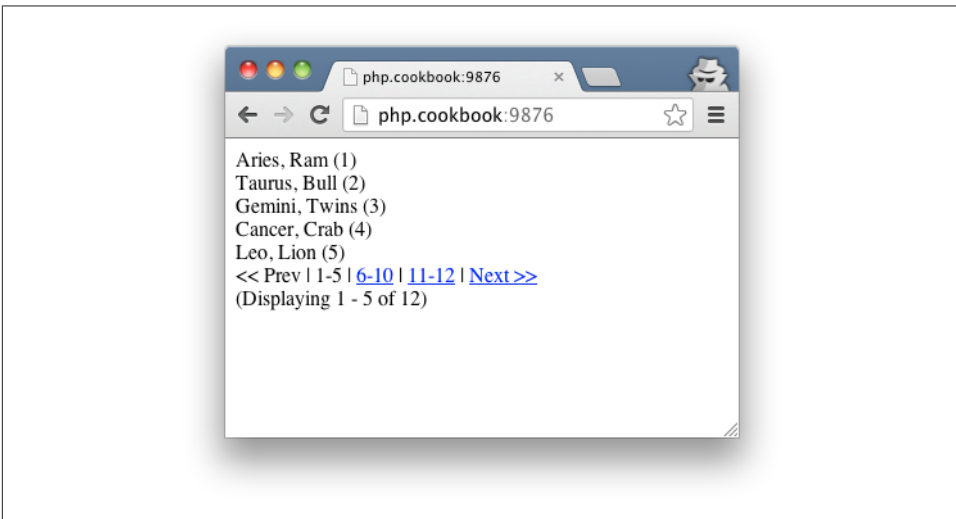 php.cookbook:9876
php.cookbook:9876
Aries, Ram (1)
Taurus, Bull (2)
Gemini, Twins (3)
Cancer, Crab (4)
Leo, Lion (5)
<< Prev | 1-5 | 6-10 | 11-12 | Next >>
(Displaying 1 - 5 of 12)